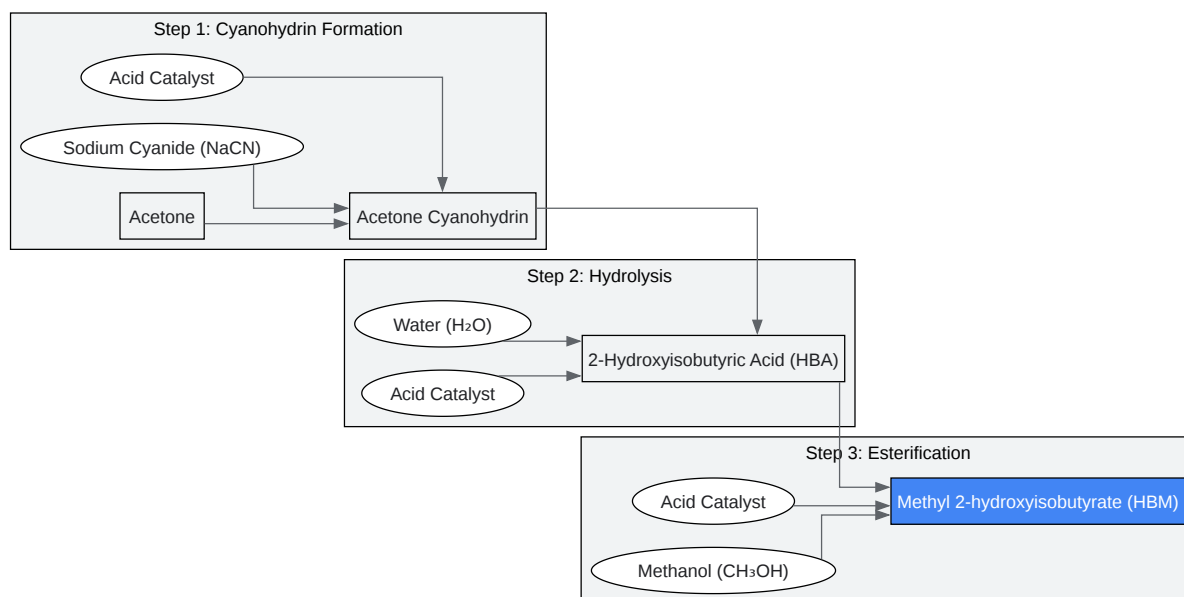 Step 1: Cyanohydrin Formation
Acid Catalyst
Sodium Cyanide (NaCN)
Acetone
Acetone Cyanohydrin
Step 2: Hydrolysis
Water (H₂O)
2-Hydroxyisobutyric Acid (HBA)
Acid Catalyst
Step 3: Esterification
Acid Catalyst
Methyl 2-hydroxyisobutyrate (HBM)
Methanol (CH₃OH)